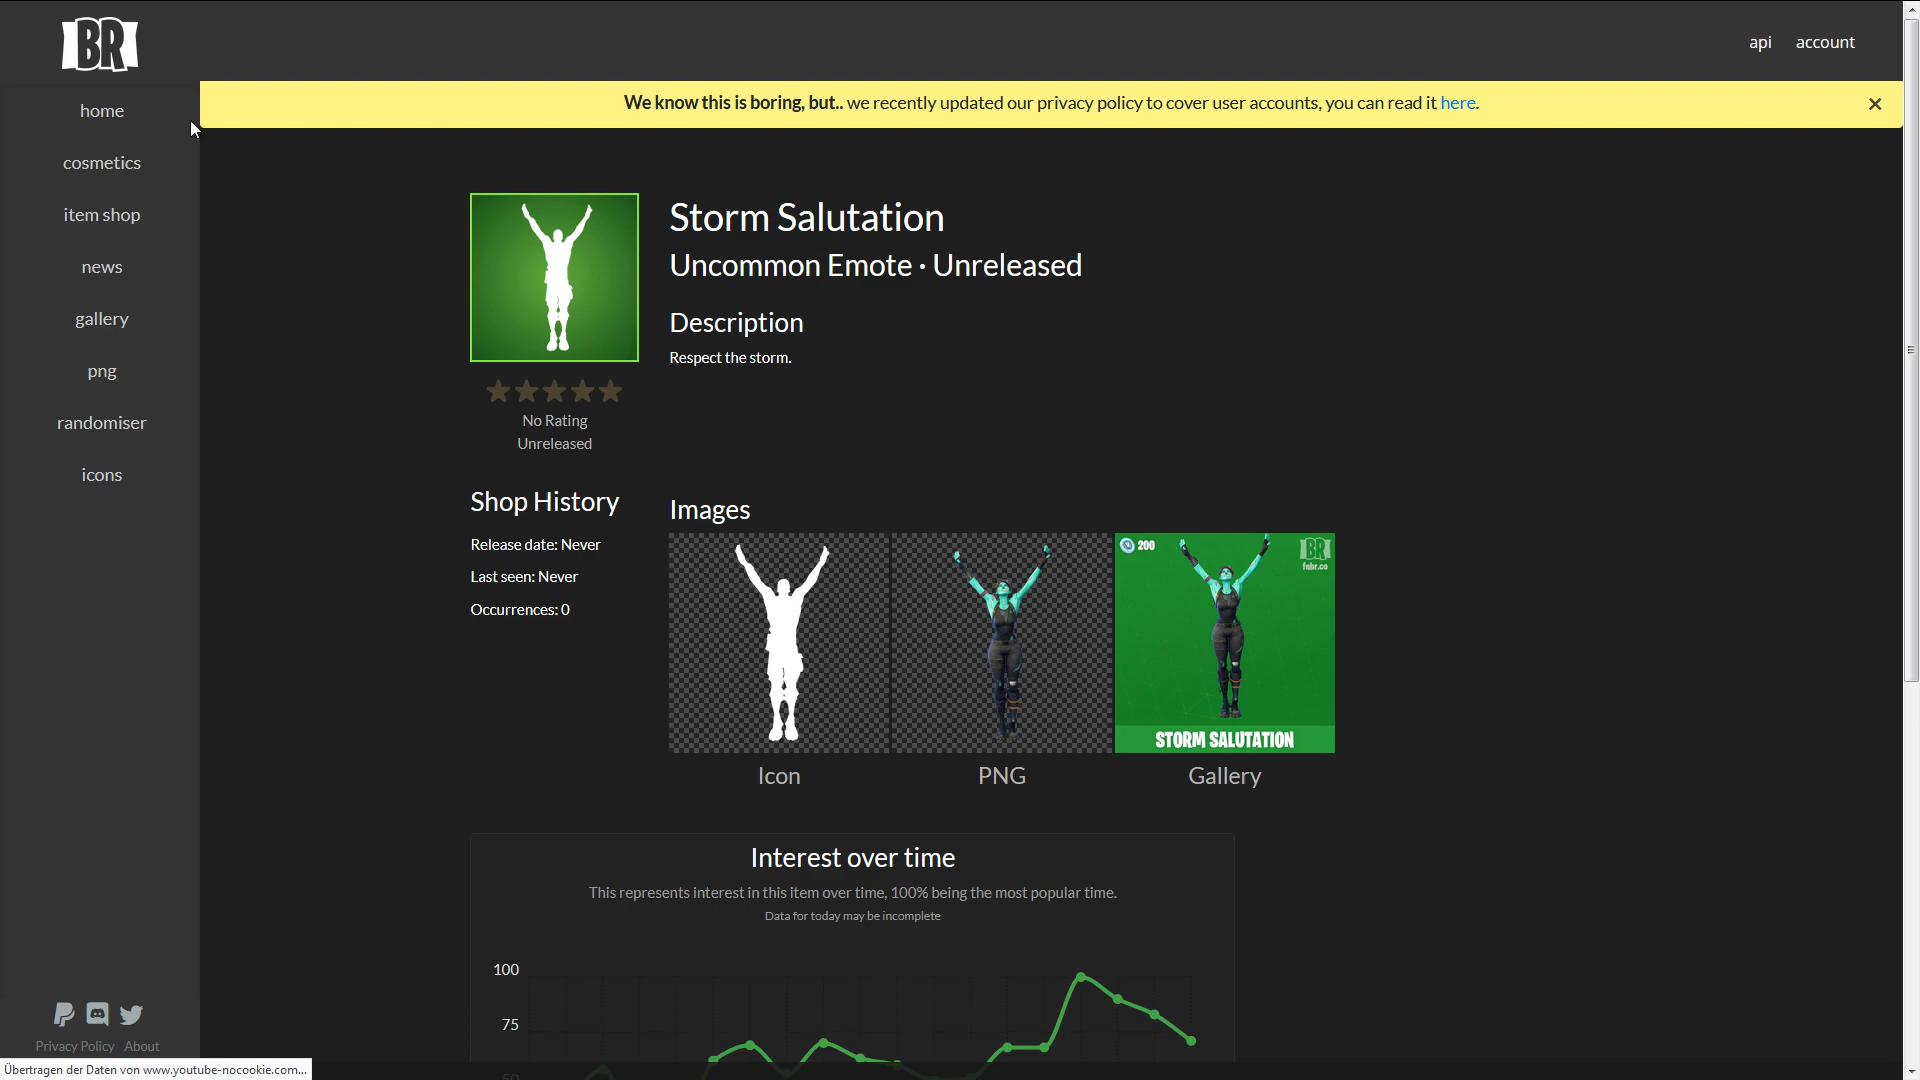 BR
api account
home
We know this is boring, but.. we recently updated our privacy policy to cover user accounts, you can read it here. ×
cosmetics
item shop
news
gallery
png
randomiser
icons
Storm Salutation
Uncommon Emote · Unreleased
Description
Respect the storm.
No Rating
Unreleased
Shop History
Release date: Never
Last seen: Never
Occurrences: 0
Images
200
BR
fnbr.co
STORM SALUTATION
Icon PNG Gallery
Interest over time
This represents interest in this item over time, 100% being the most popular time.
Data for today may be incomplete
100
75
50
Privacy Policy About
Übertragen der Daten von www.youtube-nocookie.com...